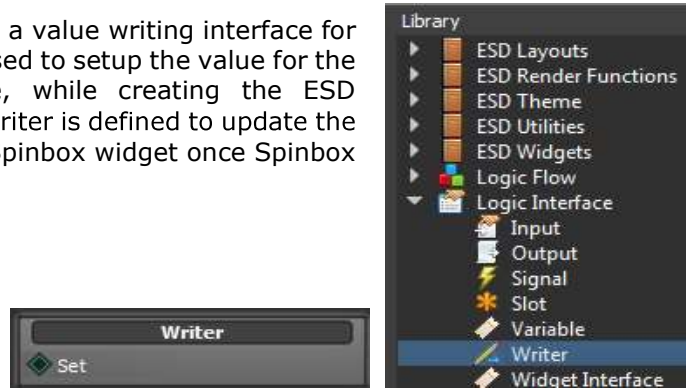 a value writing interface for
sed to setup the value for the
e, while creating the ESD
riter is defined to update the
pinbox widget once Spinbox
Writer
Set
Library
ESD Layouts
ESD Render Functions
ESD Theme
ESD Utilities
ESD Widgets
Logic Flow
Logic Interface
Input
Output
Signal
Slot
Variable
Writer
Widget Interface